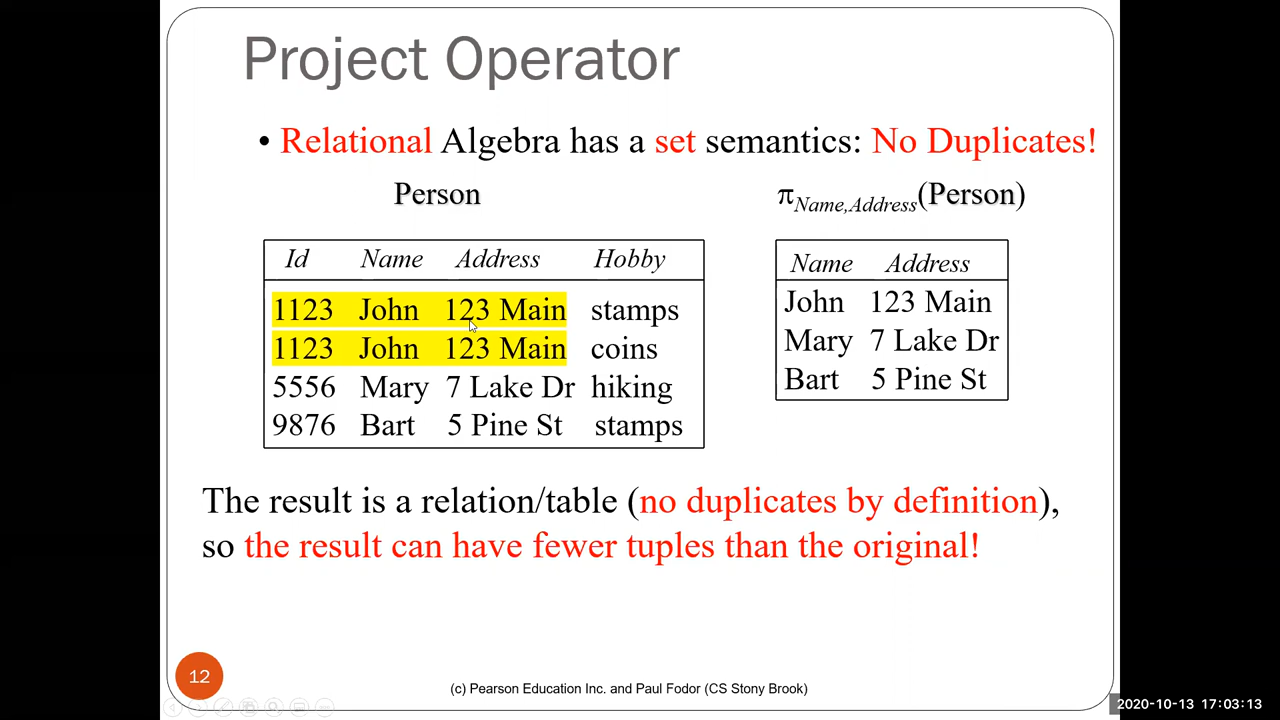 Project Operator
• Relational Algebra has a set semantics: No Duplicates!
Person
πName,Address(Person)
Id Name Address Hobby
1123 John 123 Main stamps
1123 John 123 Main coins
5556 Mary 7 Lake Dr hiking
9876 Bart 5 Pine St stamps
Name Address
John 123 Main
Mary 7 Lake Dr
Bart 5 Pine St
The result is a relation/table (no duplicates by definition),
so the result can have fewer tuples than the original!
12
(c) Pearson Education Inc. and Paul Fodor (CS Stony Brook)
2020-10-13 17:03:13